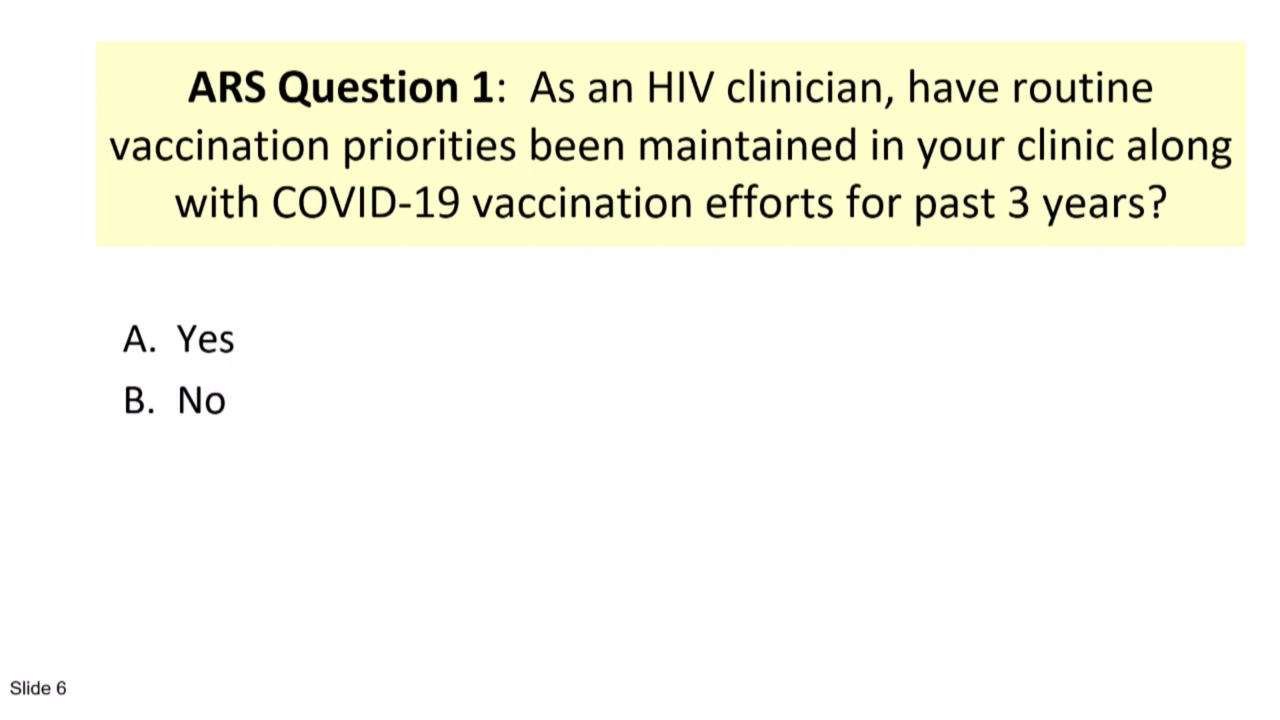 ARS Question 1:  As an HIV clinician, have routine
vaccination priorities been maintained in your clinic along
with COVID-19 vaccination efforts for past 3 years?
A. Yes
B. No
Slide 6